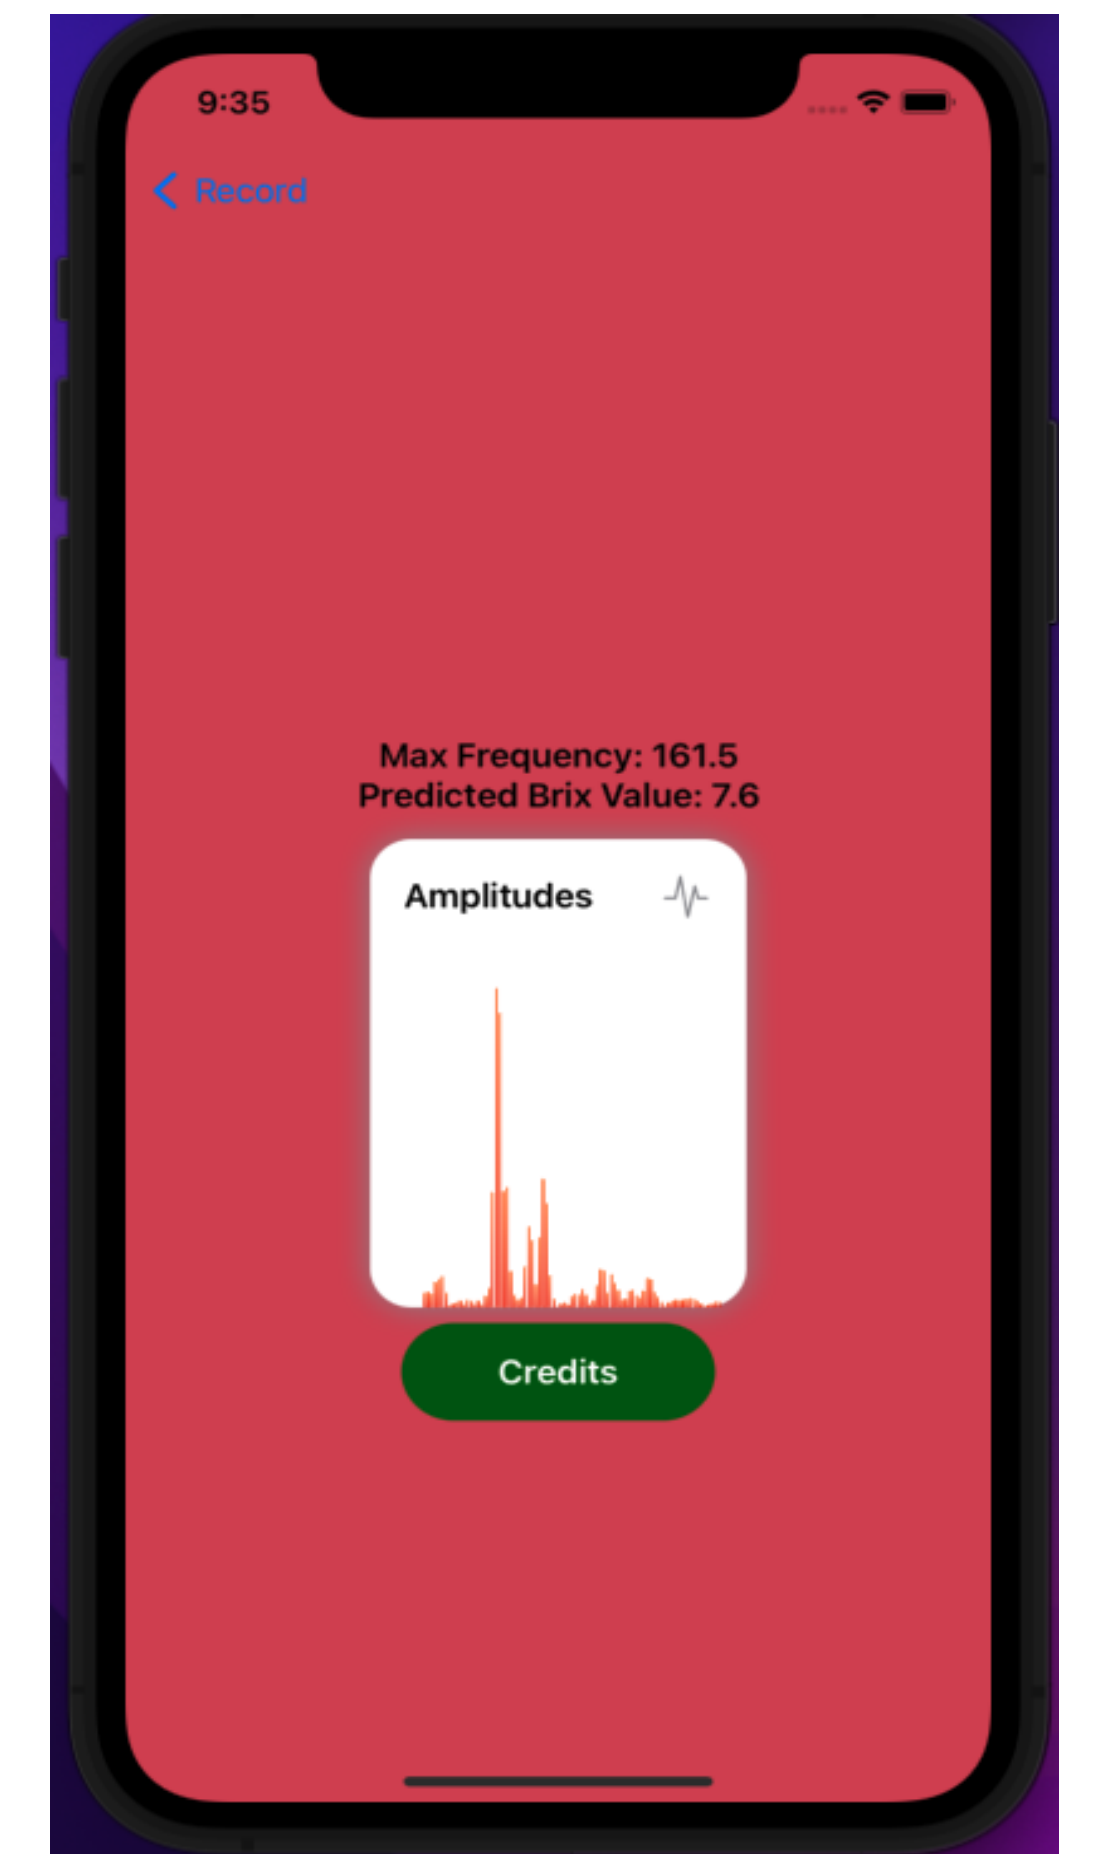 9:35
Record
Max Frequency: 161.5
Predicted Brix Value: 7.6
Amplitudes
Credits